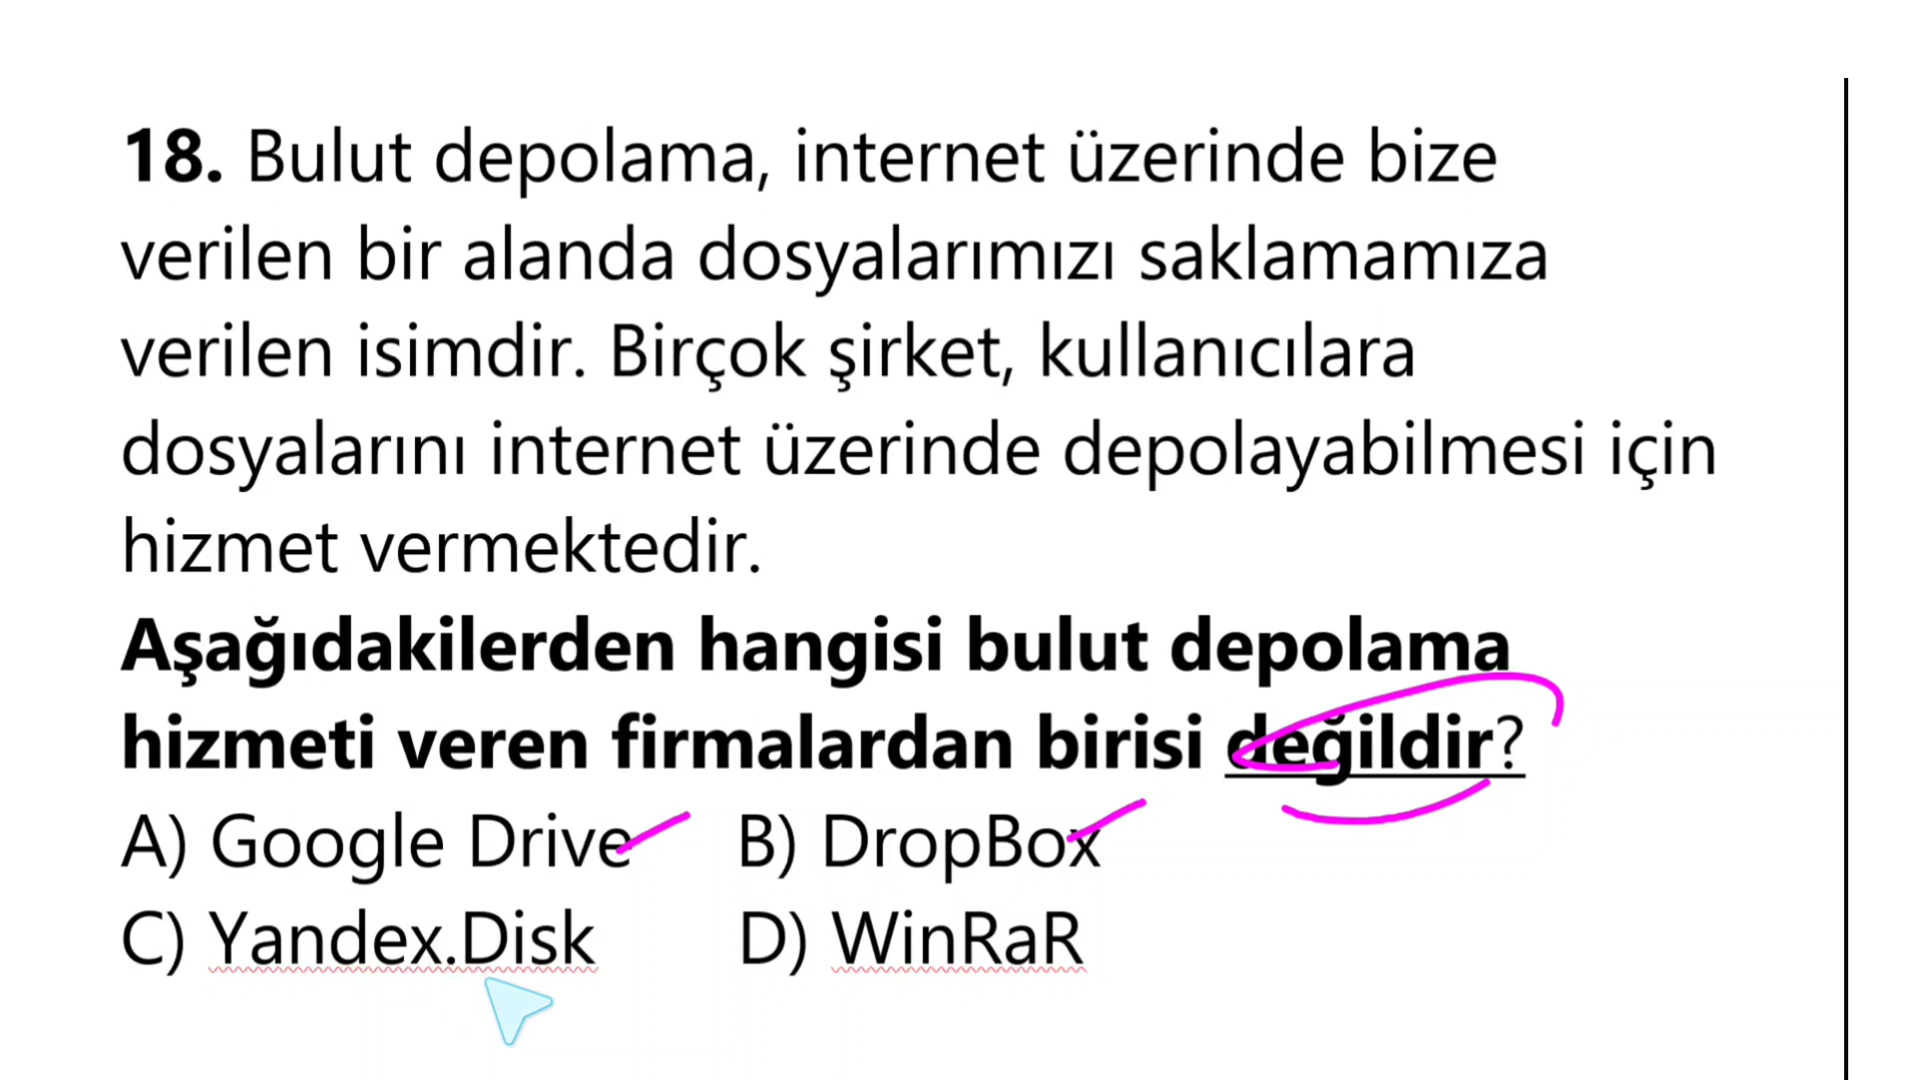 18. Bulut depolama, internet üzerinde bize
verilen bir alanda dosyalarımızı saklamamıza
verilen isimdir. Birçok şirket, kullanıcılara
dosyalarını internet üzerinde depolayabilmesi için
hizmet vermektedir.
Aşağıdakilerden hangisi bulut depolama
hizmeti veren firmalardan birisi değildir?
A) Google Drive B) DropBox
C) Yandex.Disk D) WinRaR